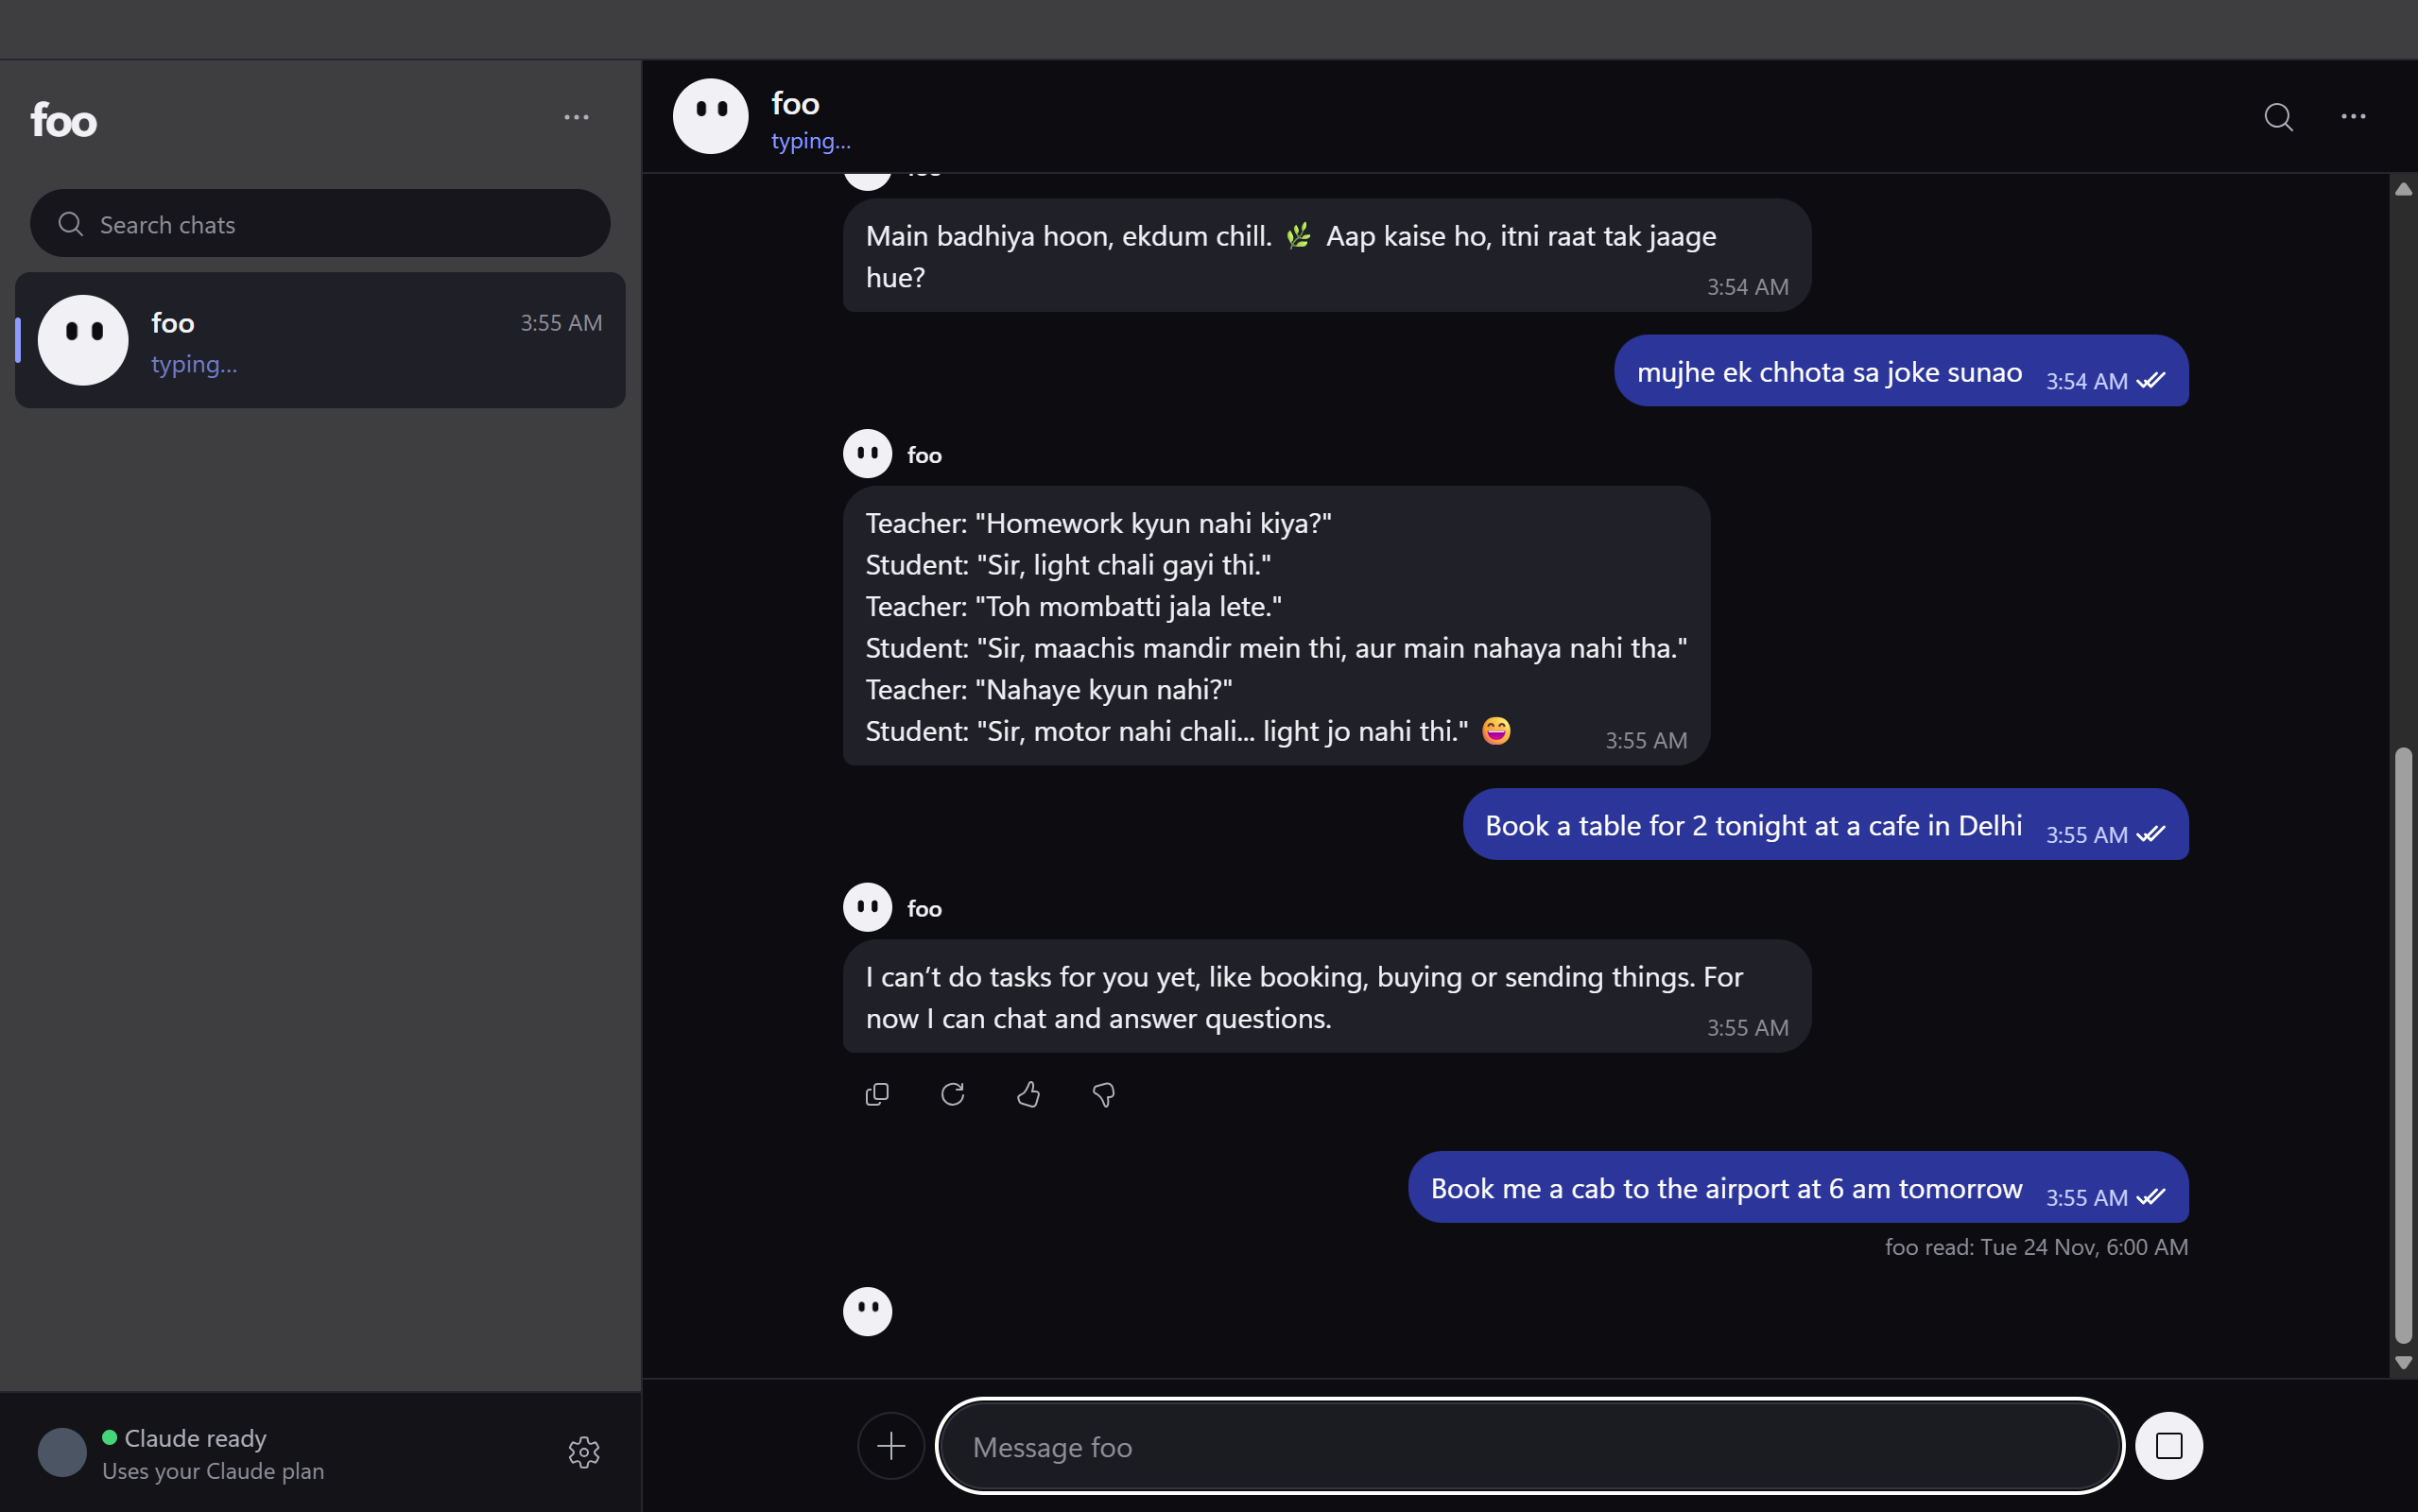 foo
Search chats
foo
3:55 AM
typing...
Claude ready
Uses your Claude plan
foo
typing...
Main badhiya hoon, ekdum chill. 🌿 Aap kaise ho, itni raat tak jaage
hue?
3:54 AM
mujhe ek chhota sa joke sunao
3:54 AM
foo
Teacher: "Homework kyun nahi kiya?"
Student: "Sir, light chali gayi thi."
Teacher: "Toh mombatti jala lete."
Student: "Sir, maachis mandir mein thi, aur main nahaya nahi tha."
Teacher: "Nahaye kyun nahi?"
Student: "Sir, motor nahi chali... light jo nahi thi." 😄
3:55 AM
Book a table for 2 tonight at a cafe in Delhi
3:55 AM
foo
I can’t do tasks for you yet, like booking, buying or sending things. For
now I can chat and answer questions.
3:55 AM
Book me a cab to the airport at 6 am tomorrow
3:55 AM
foo read: Tue 24 Nov, 6:00 AM
Message foo